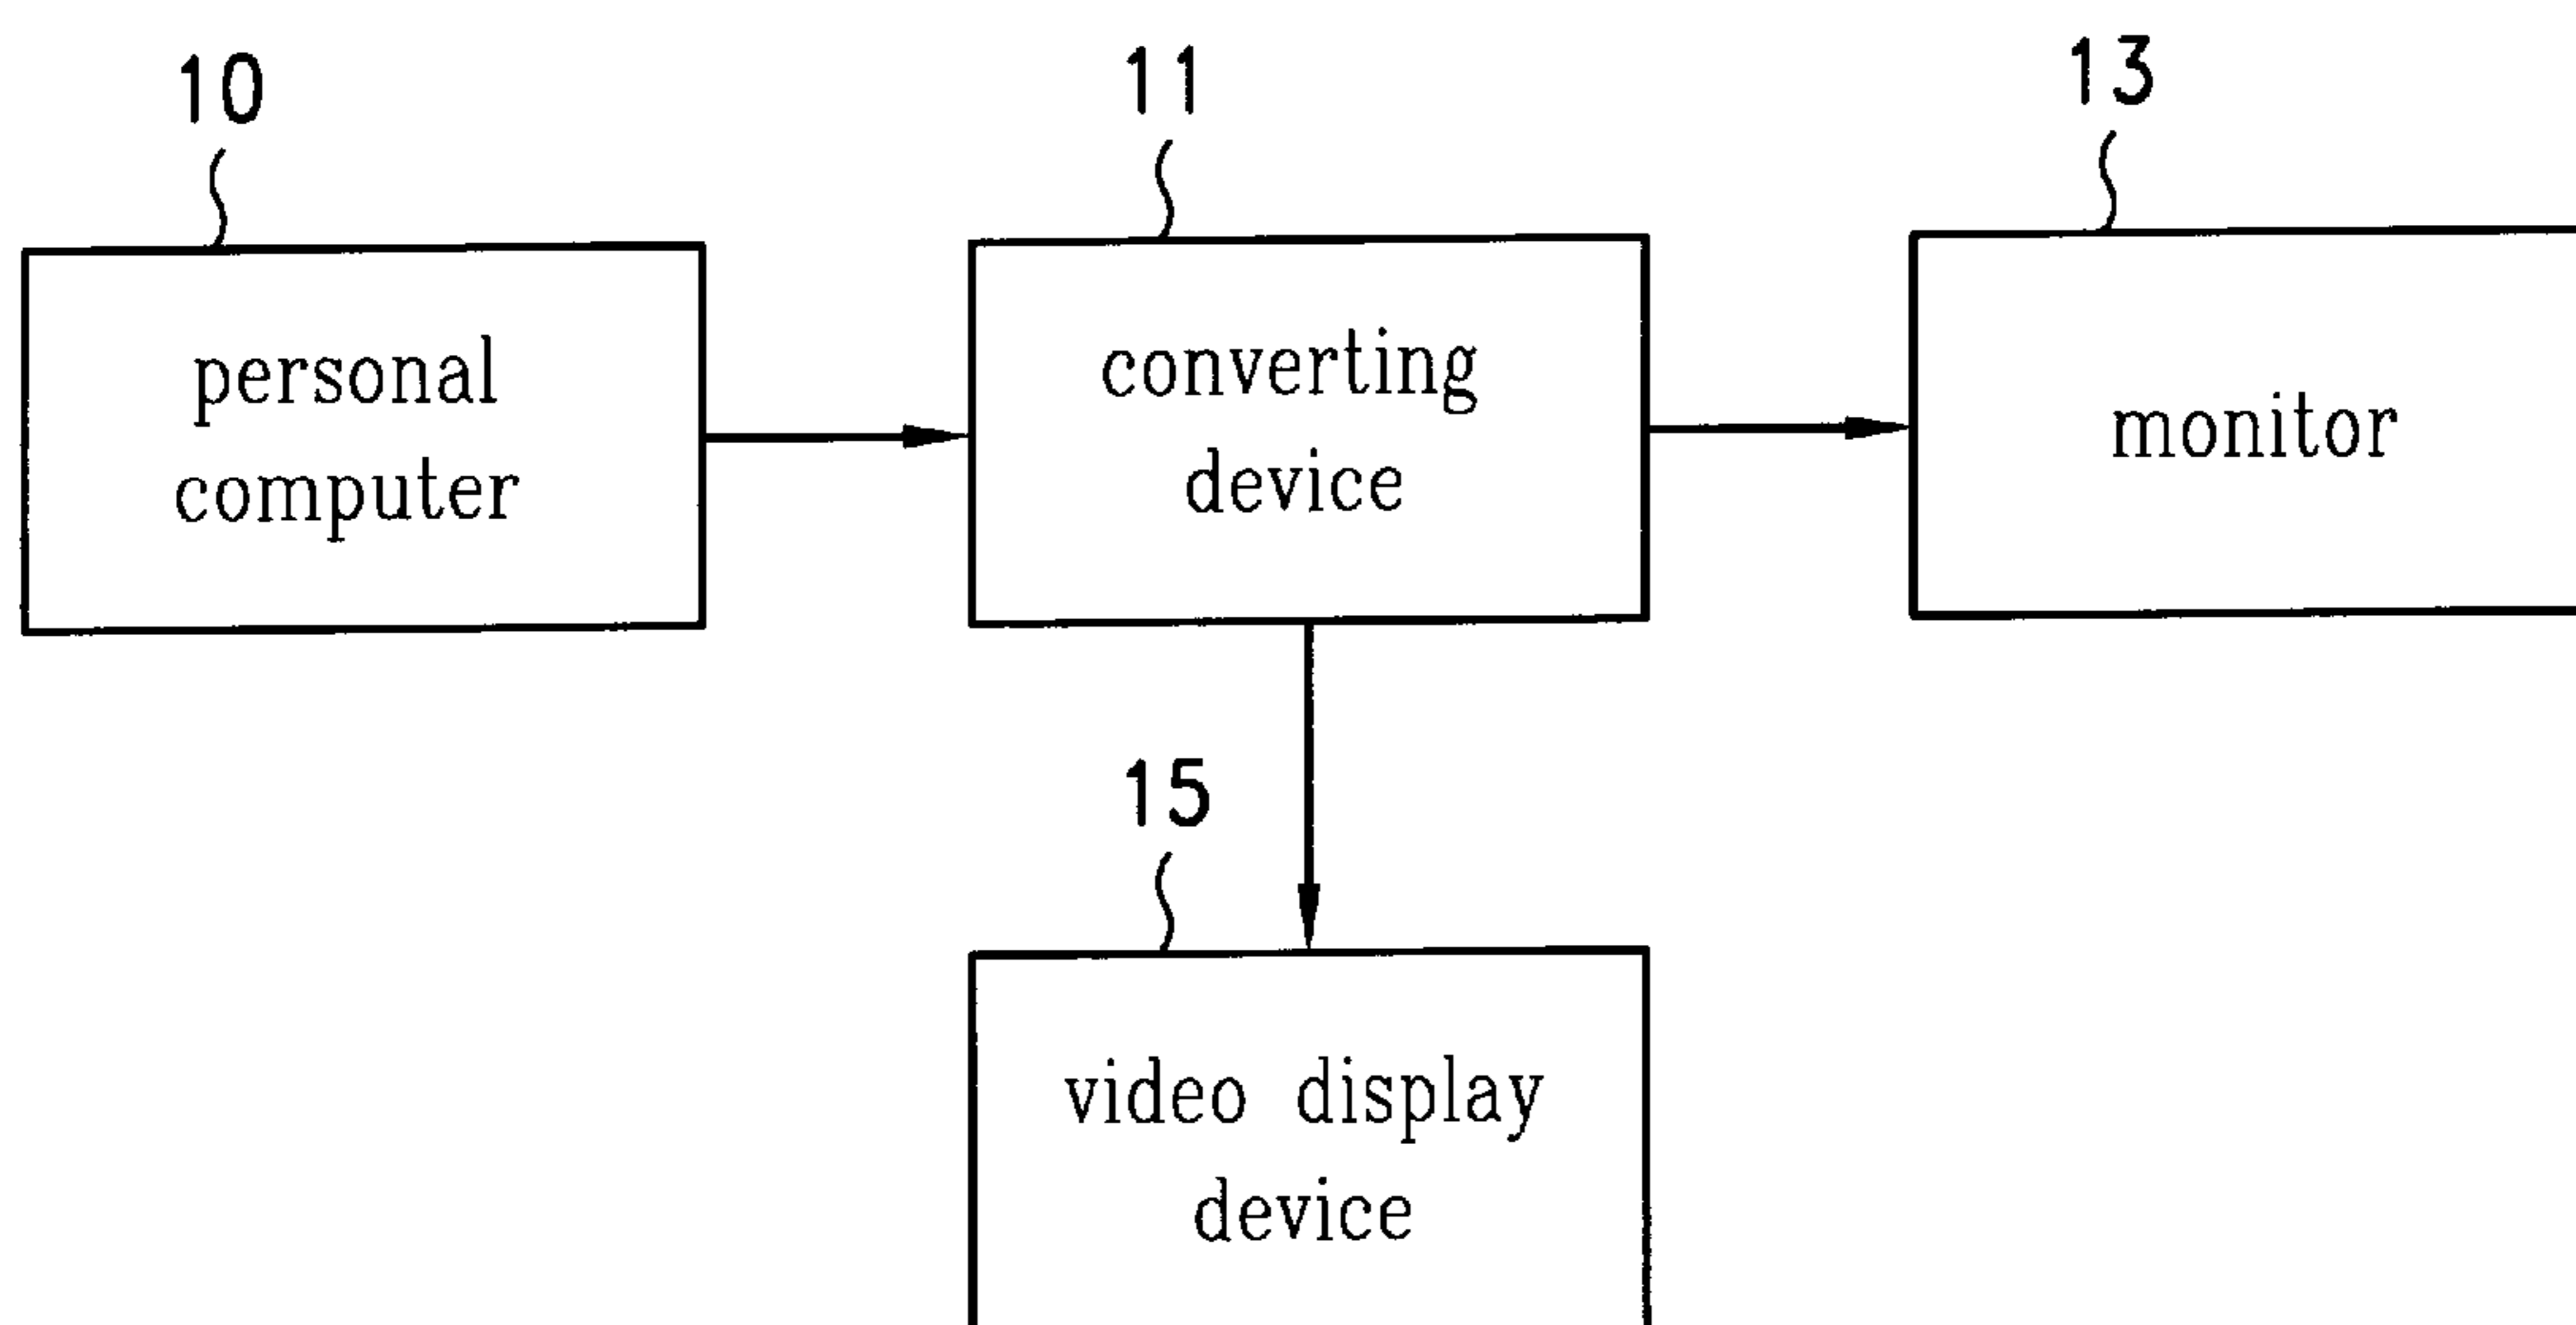 10
11
13
personal
computer
converting
device
monitor
15
video display
device